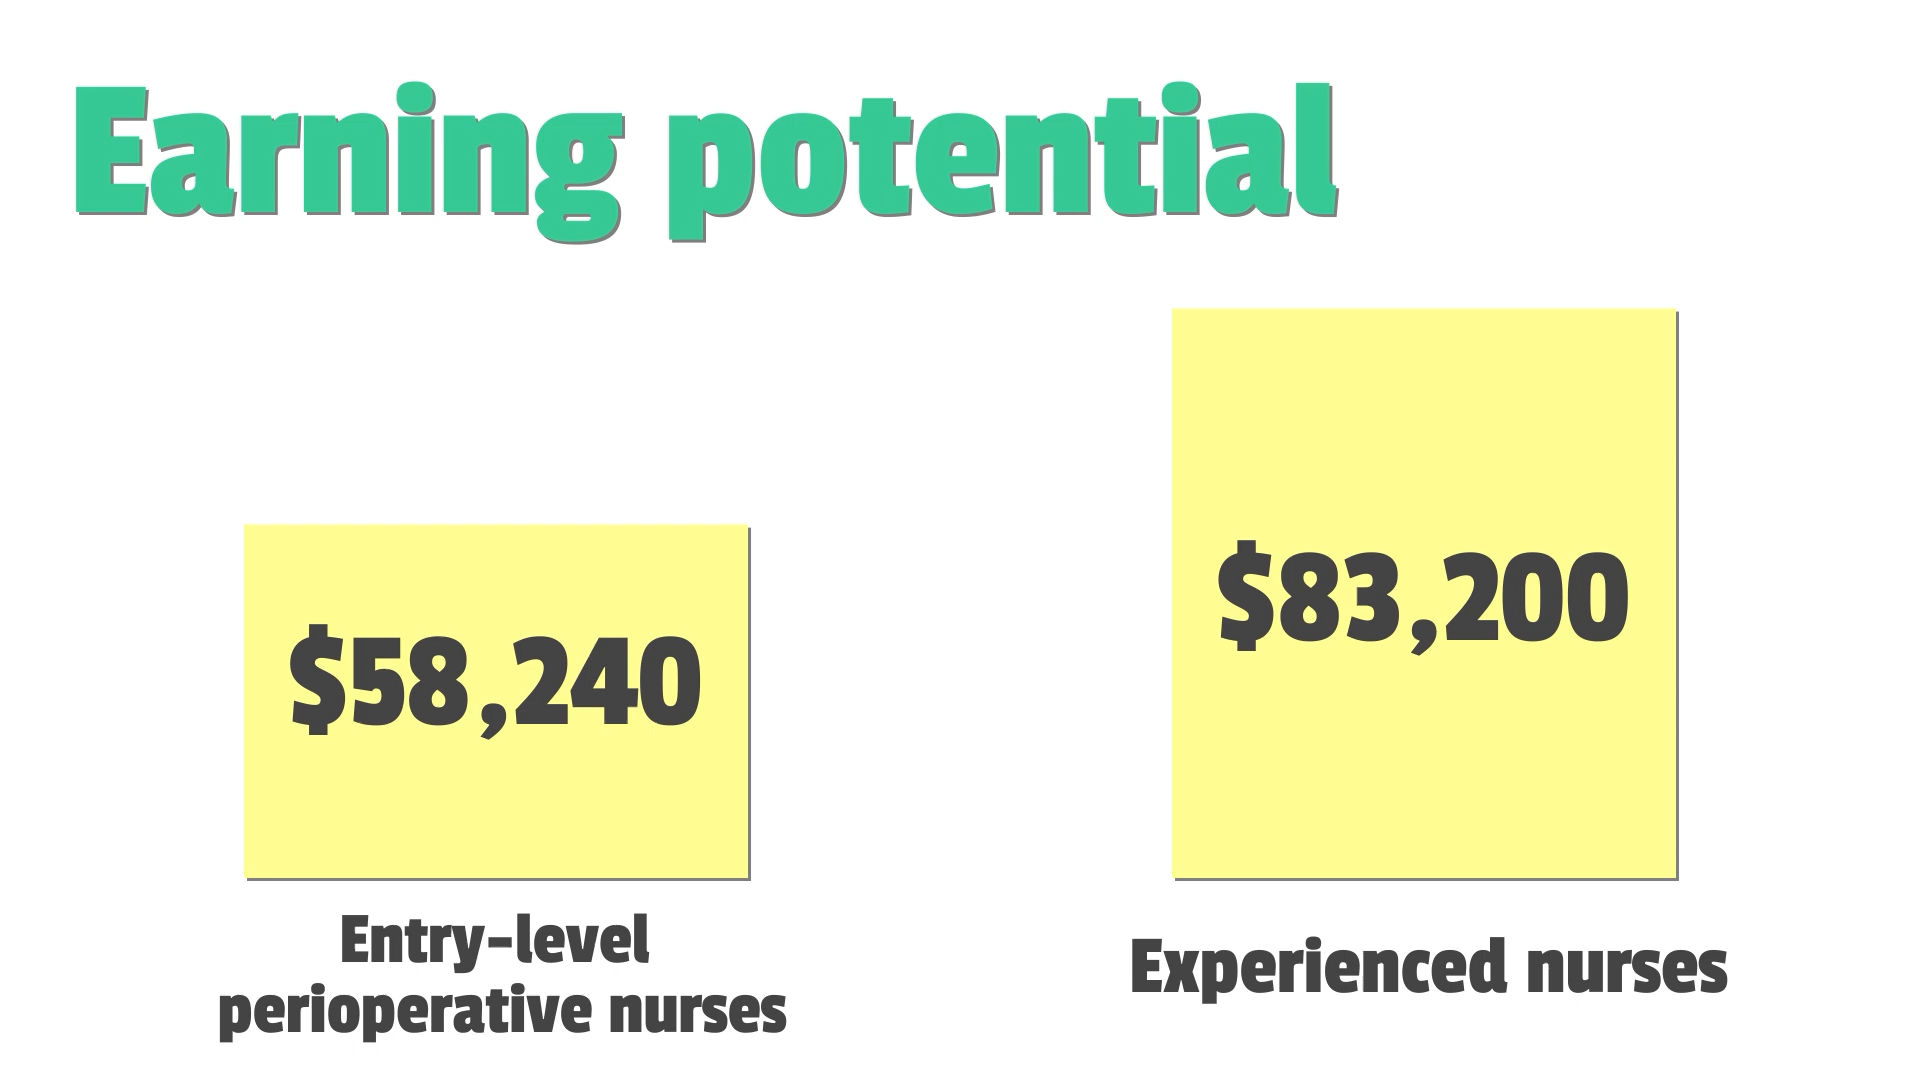 Earning potential
$58,240
Entry-level
perioperative nurses
$83,200
Experienced nurses